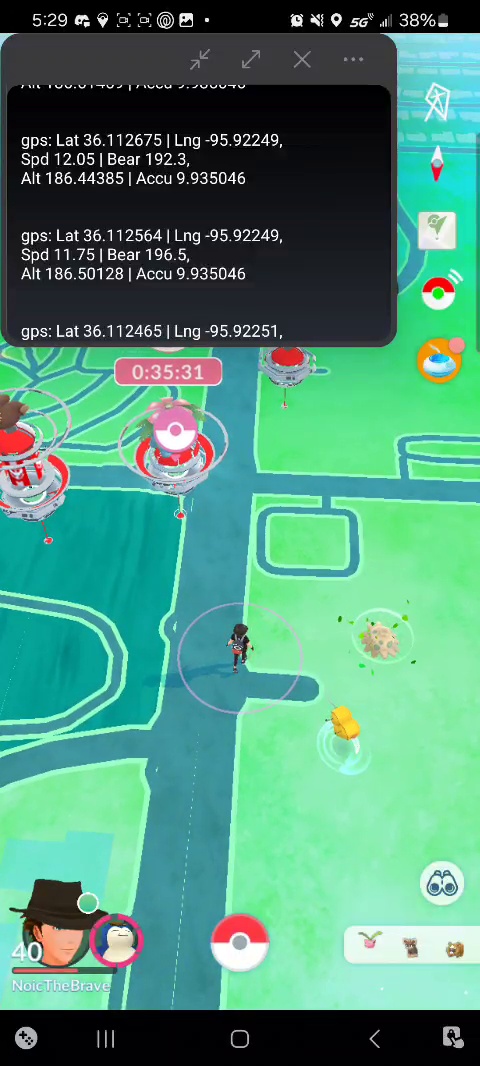 5:29
5G
38%
gps: Lat 36.112675 | Lng -95.92249,
Spd 12.05 | Bear 192.3,
Alt 186.44385 | Accu 9.935046
gps: Lat 36.112564 | Lng -95.92249,
Spd 11.75 | Bear 196.5,
Alt 186.50128 | Accu 9.935046
gps: Lat 36.112465 | Lng -95.92251,
0:35:31
40
NoicTheBrave